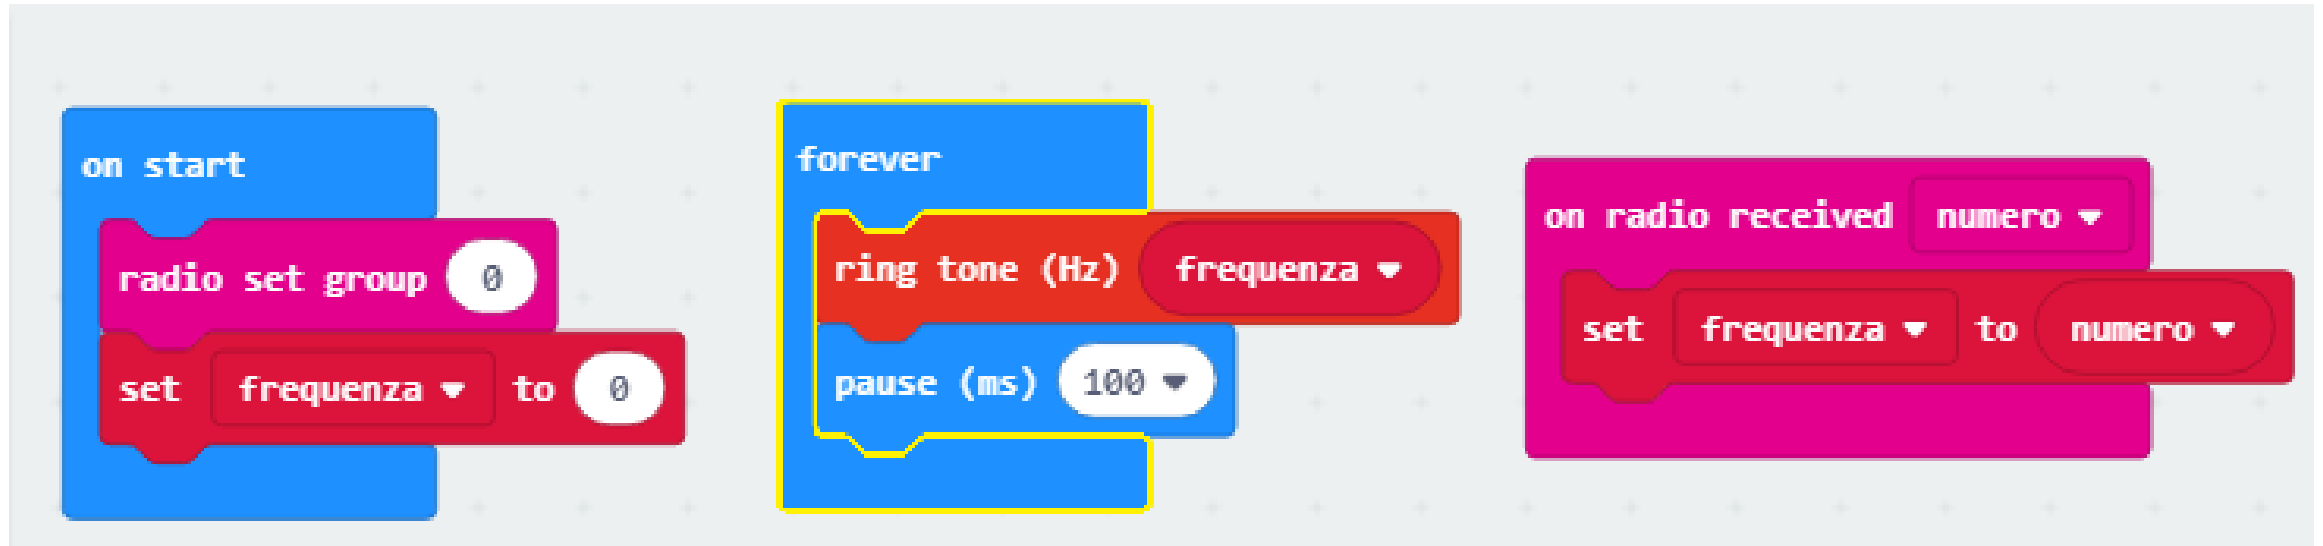 on start
radio set group 0
set frequenza to 0
forever
ring tone (Hz) frequenza
pause (ms) 100
on radio received numero
set frequenza to numero